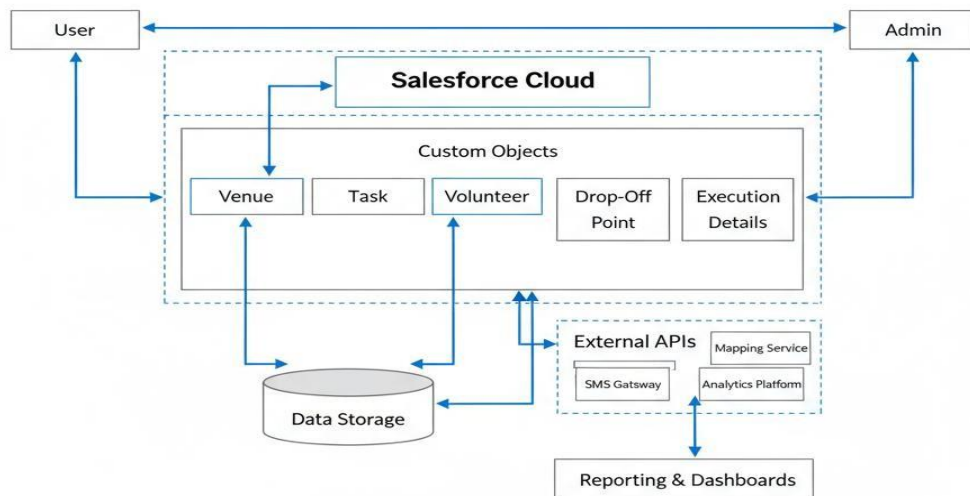 User
Admin
Salesforce Cloud
Custom Objects
Venue
Task
Volunteer
Drop-Off
Point
Execution
Details
External APIs
Mapping Service
SMS Gatsway
Analytics Platform
Data Storage
Reporting & Dashboards